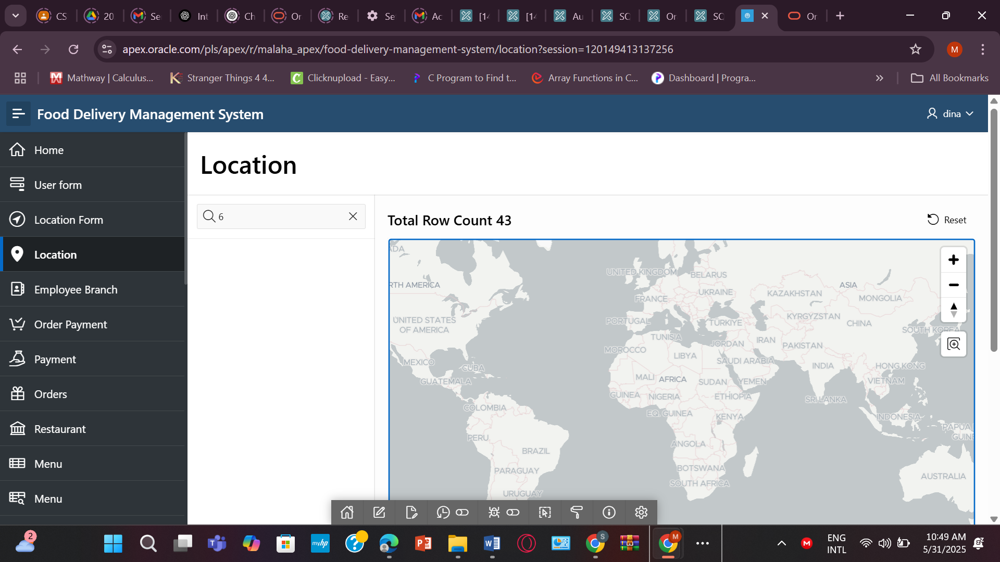 CS
20
Se
Int
Ch
Or
Re
Se
Ac
[14
[14
Au
SQ
Or
SC
Or
apex.oracle.com/pls/apex/r/malaha_apex/food-delivery-management-system/location?session=120149413137256
M
Mathway | Calculus...
Stranger Things 4 4...
Clicknupload - Easy...
C Program to Find t...
Array Functions in C...
Dashboard | Progra...
All Bookmarks
Food Delivery Management System
dina
Home
User form
Location Form
Location
Employee Branch
Order Payment
Payment
Orders
Restaurant
Menu
Menu
Location
6
Total Row Count 43
Reset
ADA
UNITED KINGDOM
BELARUS
RTH AMERICA
ASIA
UKRAINE
KAZAKHSTAN
FRANCE
MONGOLIA
UNITED STATES
OF AMERICA
PORTUGAL
TÜRKIYE
KYRGYZSTAN
CHINA
SOUTH KOREA
TUNISIA
IRAN
JORDAN
PAKISTAN
MOROCCO
LIBYA
SAUDI ARABIA
MEXICO
CUBA
INDIA
HONG KONG
MALI
AFRICA
SUDAN
YEMEN
VIETNAM
GUATEMALA
GUINEA
NIGERIA
ETHIOPIA
SRI LANKA
COLOMBIA
EQ. GUINEA
KENYA
INDONESIA
PAPUA
GUIN
PERU
ANGOLA
BRAZIL
BOTSWANA
PARAGUAY
AUSTRALIA
SOUTH AFRICA
URUGUAY
2
myhp
S
M
ENG
INTL
10:49 AM
5/31/2025